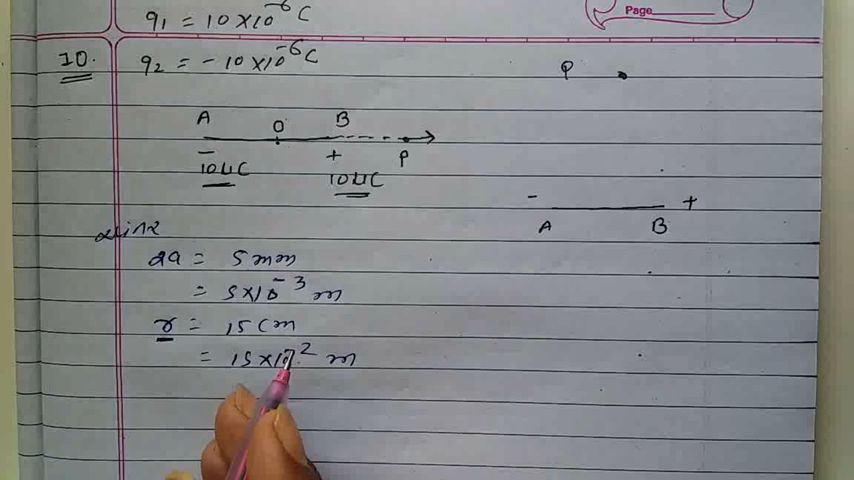 Page
q1 = 10 x 10^-6 C
10. q2 = - 10 x 10^-6 C
Q
A O B
- + P
10μC 10μC
- +
A B
2a = 5 mm
= 5 x 10^-3 m
r = 15 cm
= 15 x 10^2 m